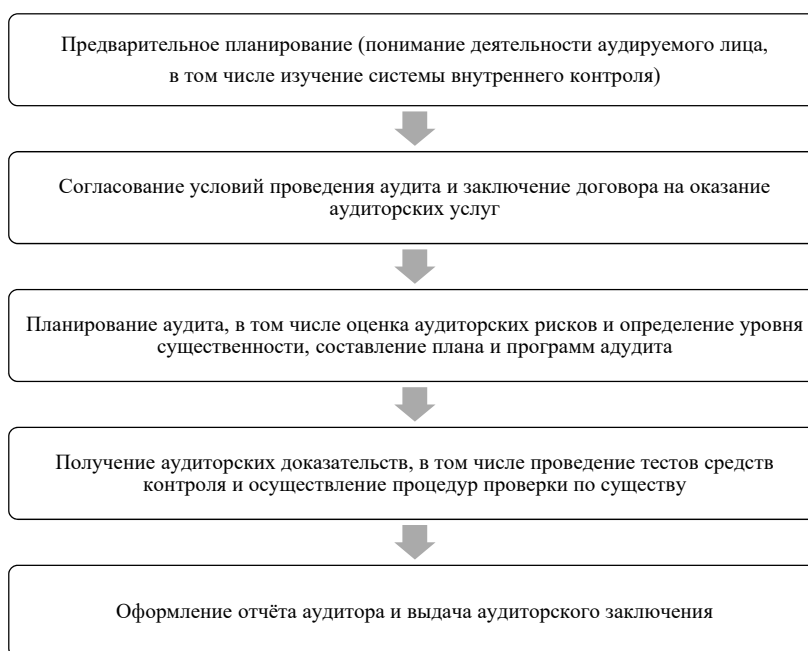 Предварительное планирование (понимание деятельности аудируемого лица,
в том числе изучение системы внутреннего контроля)
Согласование условий проведения аудита и заключение договора на оказание
аудиторских услуг
Планирование аудита, в том числе оценка аудиторских рисков и определение уровня
существенности, составление плана и программ адудита
Получение аудиторских доказательств, в том числе проведение тестов средств
контроля и осуществление процедур проверки по существу
Оформление отчёта аудитора и выдача аудиторского заключения